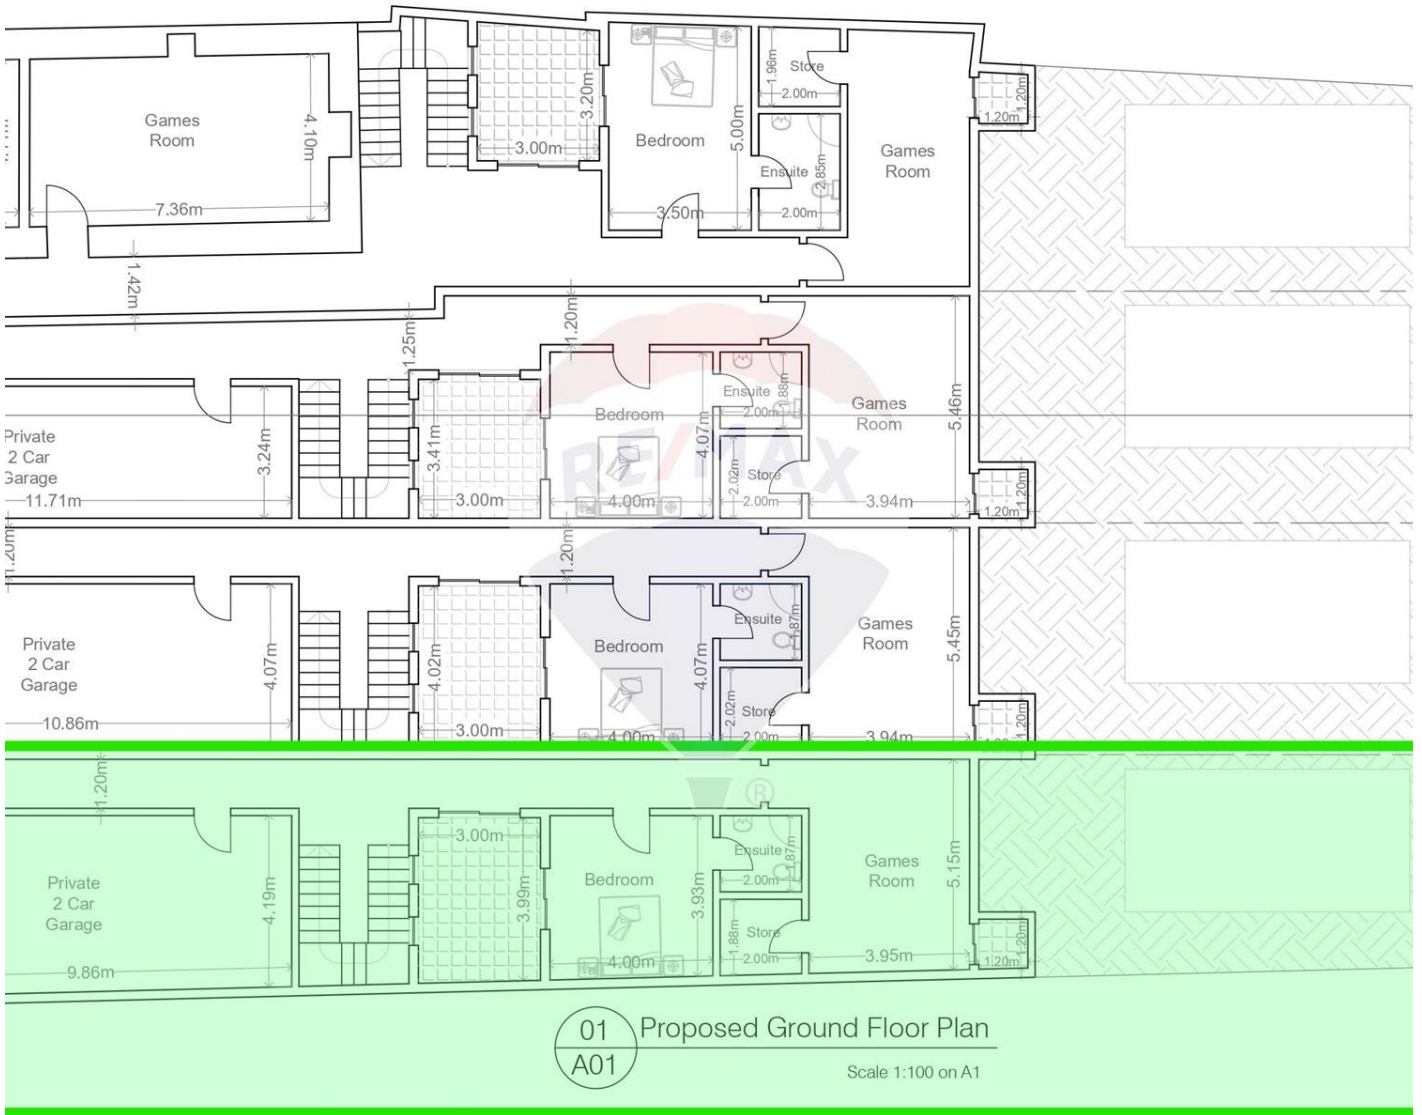 Games
Room
4.10m
7.36m
1.42m
3.20m
3.00m
Bedroom
5.00m
3.50m
Store
1.96m
2.00m
Ensuite
2.85m
2.00m
Games
Room
1.20m
1.20m
Private
2 Car
Garage
3.24m
11.71m
1.20m
1.25m
3.41m
3.00m
1.20m
Bedroom
4.07m
4.00m
Ensuite
1.88m
2.00m
Store
2.02m
2.00m
Games
Room
5.46m
3.94m
1.20m
1.20m
RE/MAX
Private
2 Car
Garage
4.07m
10.86m
4.02m
3.00m
1.20m
Bedroom
4.07m
4.00m
Ensuite
1.87m
Store
2.02m
2.00m
Games
Room
5.45m
3.94m
1.20m
®
1.20m
Private
2 Car
Garage
4.19m
9.86m
3.00m
3.99m
Bedroom
3.93m
4.00m
Ensuite
1.87m
2.00m
Store
1.88m
2.00m
Games
Room
5.15m
3.95m
1.20m
1.20m
01
A01
Proposed Ground Floor Plan
Scale 1:100 on A1